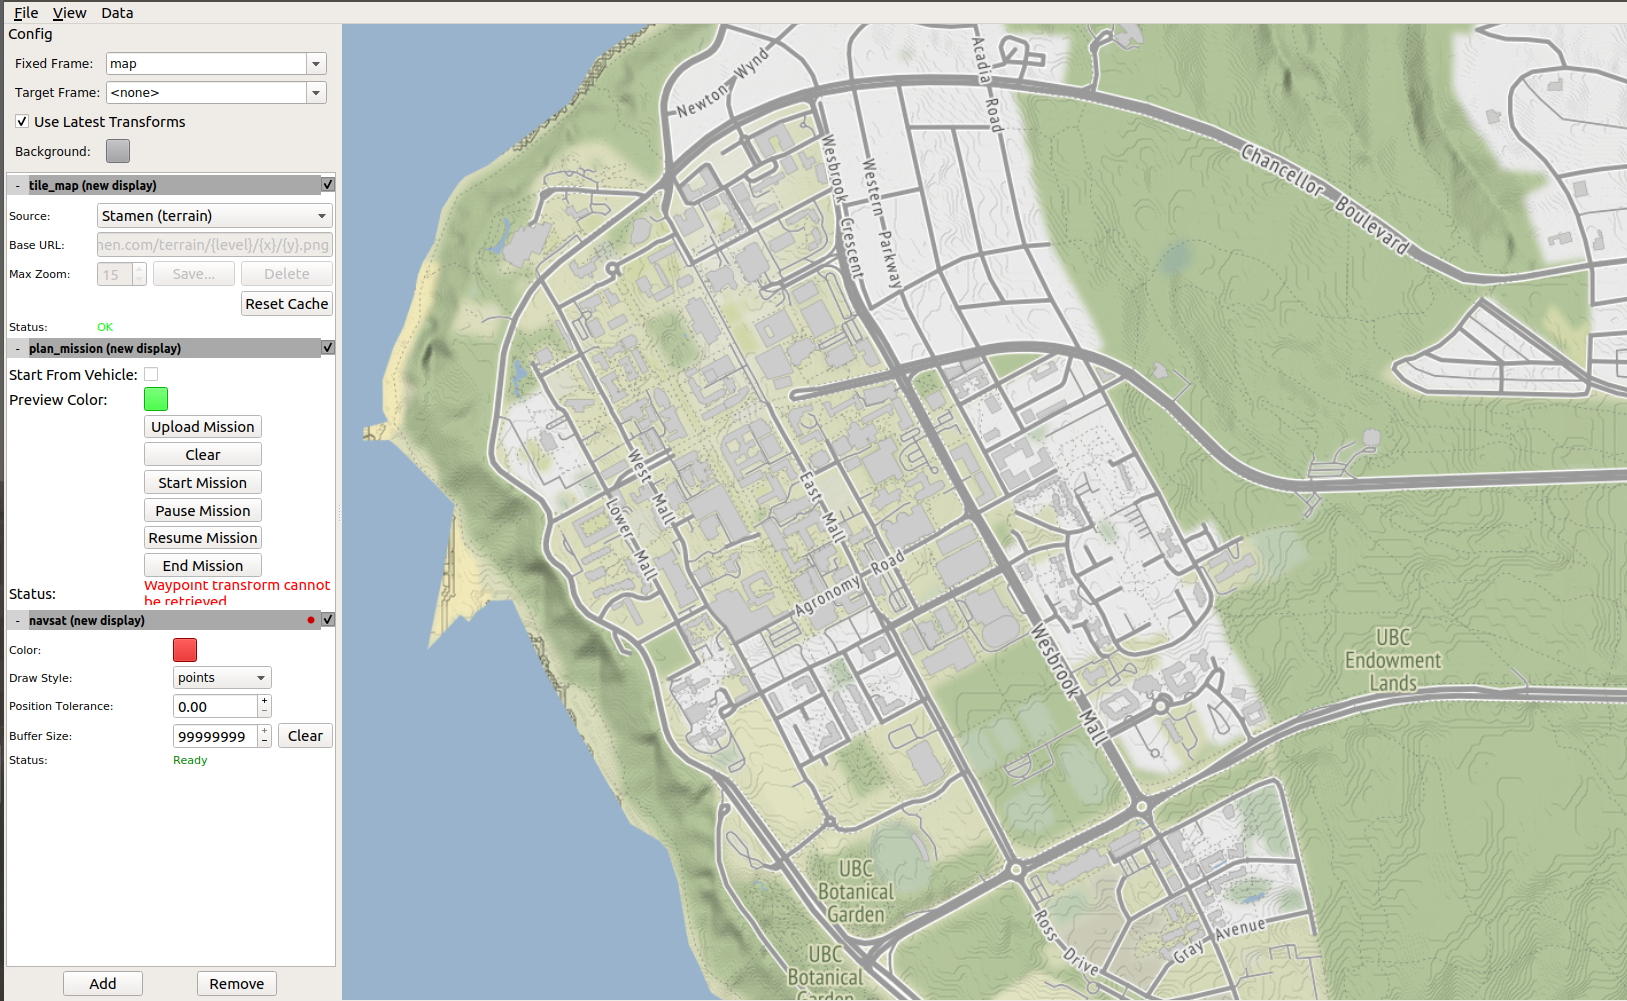 File View Data
Config
Fixed Frame: map
Target Frame: <none>
Use Latest Transforms
Background:
- tile_map (new display)
Source: Stamen (terrain)
Base URL: nen.com/terrain/{level}/{x}/{y}.png
Max Zoom: 15 Save... Delete
Reset Cache
Status: OK
- plan_mission (new display)
Start From Vehicle:
Preview Color:
Upload Mission
Clear
Start Mission
Pause Mission
Resume Mission
End Mission
Status: Waypoint transform cannot
be retrieved
- navsat (new display)
Color:
Draw Style: points
Position Tolerance: 0.00
Buffer Size: 99999999 Clear
Status: Ready
Add Remove
Newton Wynd
Acadia Road
Wesbrook Crescent
Western Parkway
Chancellor Boulevard
West Mall
Lower Mall
East Mall
Agronomy Road
Wesbrook Mall
UBC
Endowment
Lands
UBC
Botanical
Garden
Ross Drive
Gray Avenue
UBC
Botanical
Garden